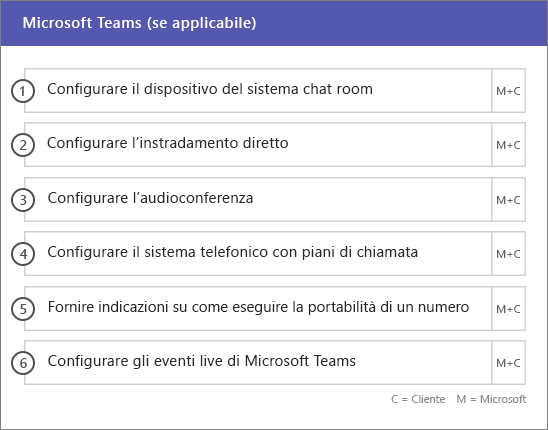 Microsoft Teams (se applicabile)
1 Configurare il dispositivo del sistema chat room M+C
2 Configurare l’instradamento diretto M+C
3 Configurare l’audioconferenza M+C
4 Configurare il sistema telefonico con piani di chiamata M+C
5 Fornire indicazioni su come eseguire la portabilità di un numero M+C
6 Configurare gli eventi live di Microsoft Teams M+C
C = Cliente M = Microsoft